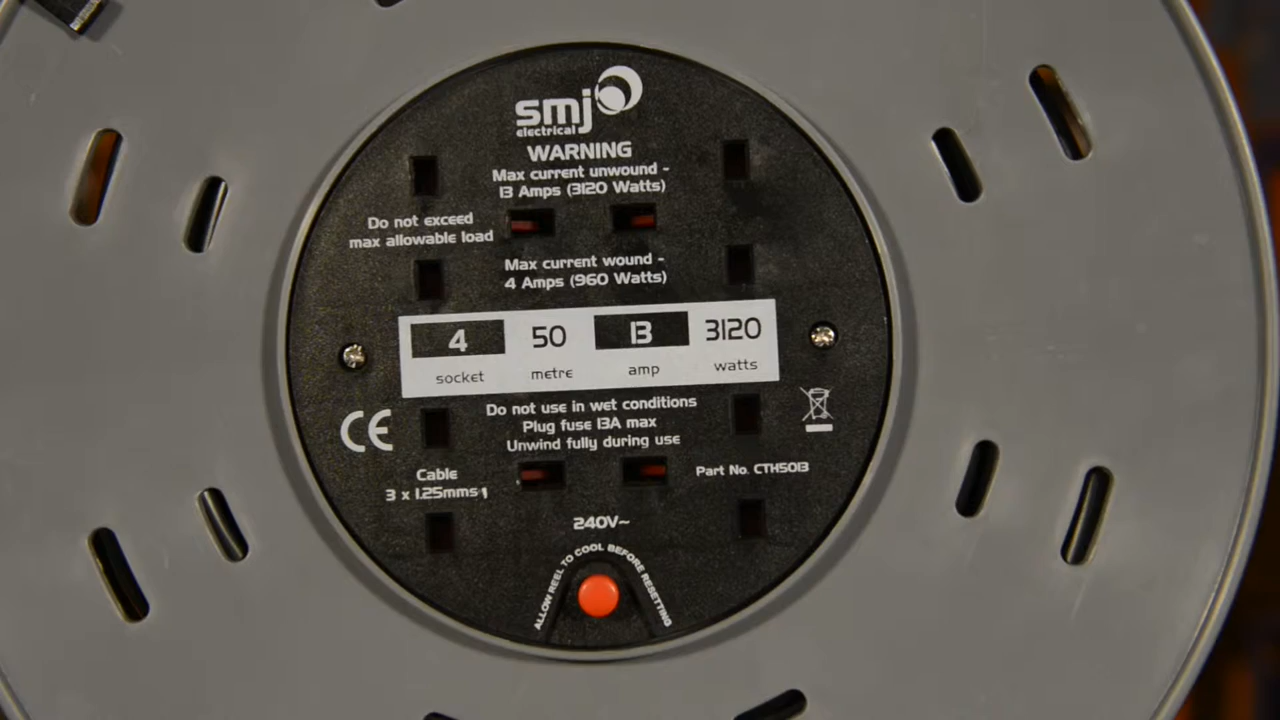 smj
electrical
WARNING
Max current unwound -
13 Amps (3120 Watts)
Do not exceed
max allowable load
Max current wound -
4 Amps (960 Watts)
4 50 13 3120
socket metre amp watts
Do not use in wet conditions
Plug fuse 13A max
Unwind fully during use
CE
Cable
3 x 1.25mms
Part No. CTH5013
240V~
ALLOW REEL TO COOL BEFORE RESETTING